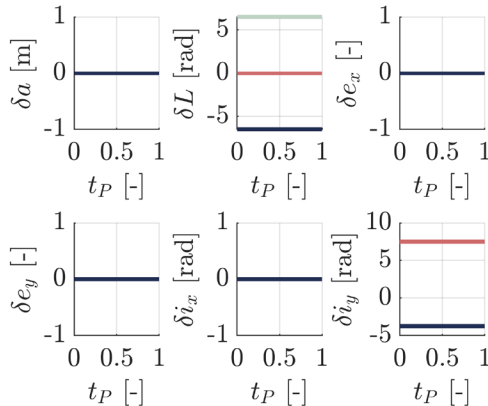 δa [m]
1
0
-1
0 0.5 1
t_P [-]
δL [rad]
5
0
-5
0 0.5 1
t_P [-]
δe_x [-]
1
0
-1
0 0.5 1
t_P [-]
δe_y [-]
1
0
-1
0 0.5 1
t_P [-]
δi_x [rad]
1
0
-1
0 0.5 1
t_P [-]
δi_y [rad]
10
5
0
-5
0 0.5 1
t_P [-]